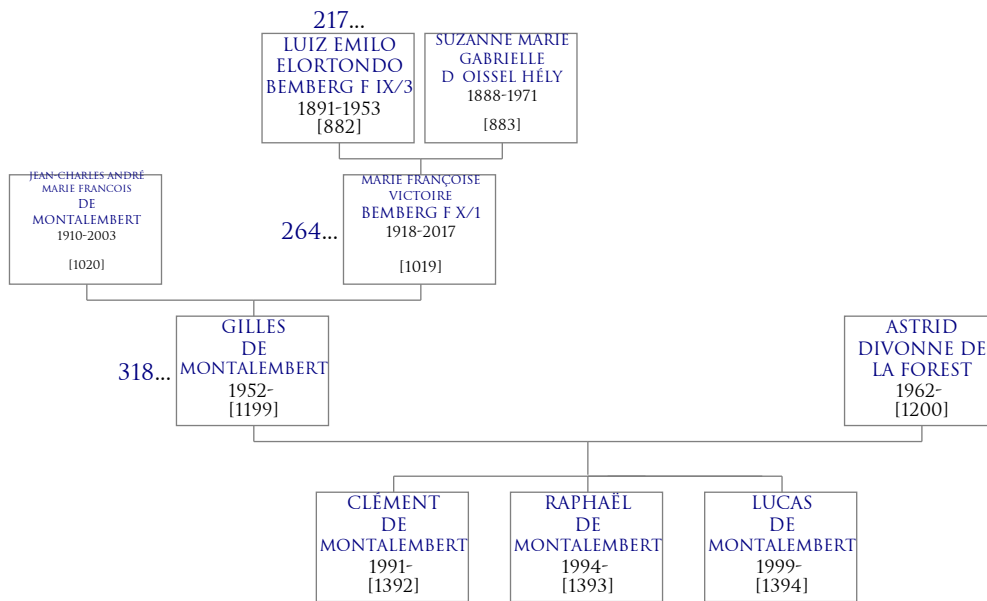 217...
LUIZ EMILO
ELORTONDO
BEMBERG F IX/3
1891-1953
[882]
SUZANNE MARIE
GABRIELLE
D OISSEL HÉLY
1888-1971
[883]
JEAN-CHARLES ANDRÉ
MARIE FRANCOIS
DE
MONTALEMBERT
1910-2003
[1020]
264...
MARIE FRANÇOISE
VICTOIRE
BEMBERG F X/1
1918-2017
[1019]
318...
GILLES
DE
MONTALEMBERT
1952-
[1199]
ASTRID
DIVONNE DE
LA FOREST
1962-
[1200]
CLÉMENT
DE
MONTALEMBERT
1991-
[1392]
RAPHAËL
DE
MONTALEMBERT
1994-
[1393]
LUCAS
DE
MONTALEMBERT
1999-
[1394]